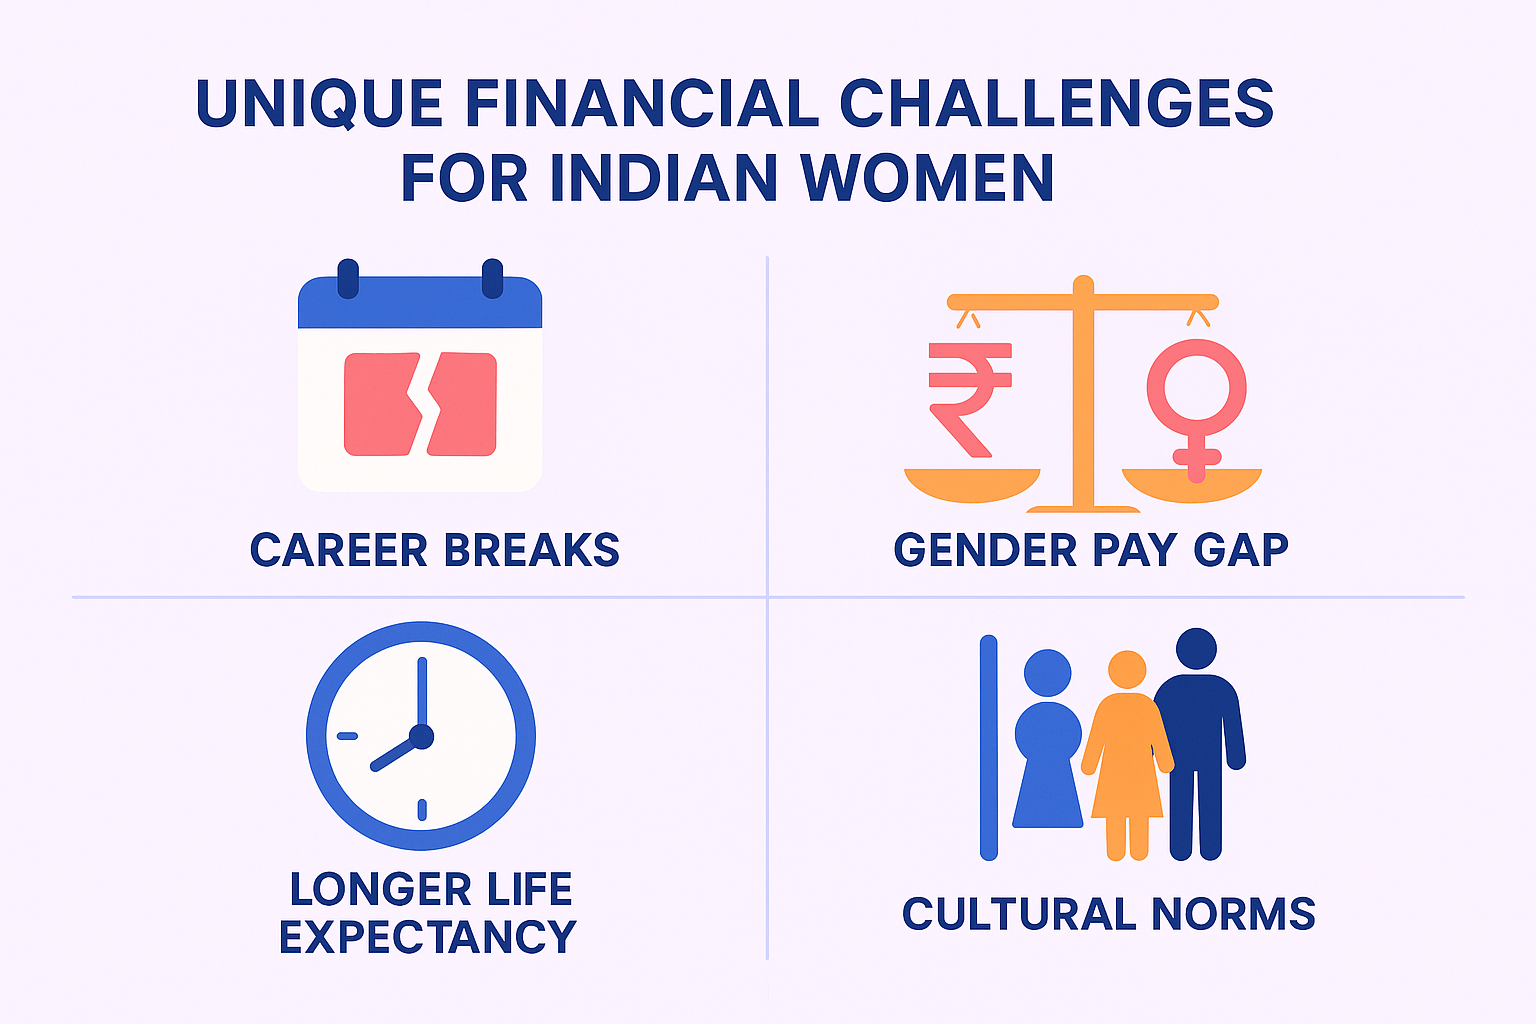 UNIQUE FINANCIAL CHALLENGES
FOR INDIAN WOMEN
₹
CAREER BREAKS
GENDER PAY GAP
LONGER LIFE
EXPECTANCY
CULTURAL NORMS